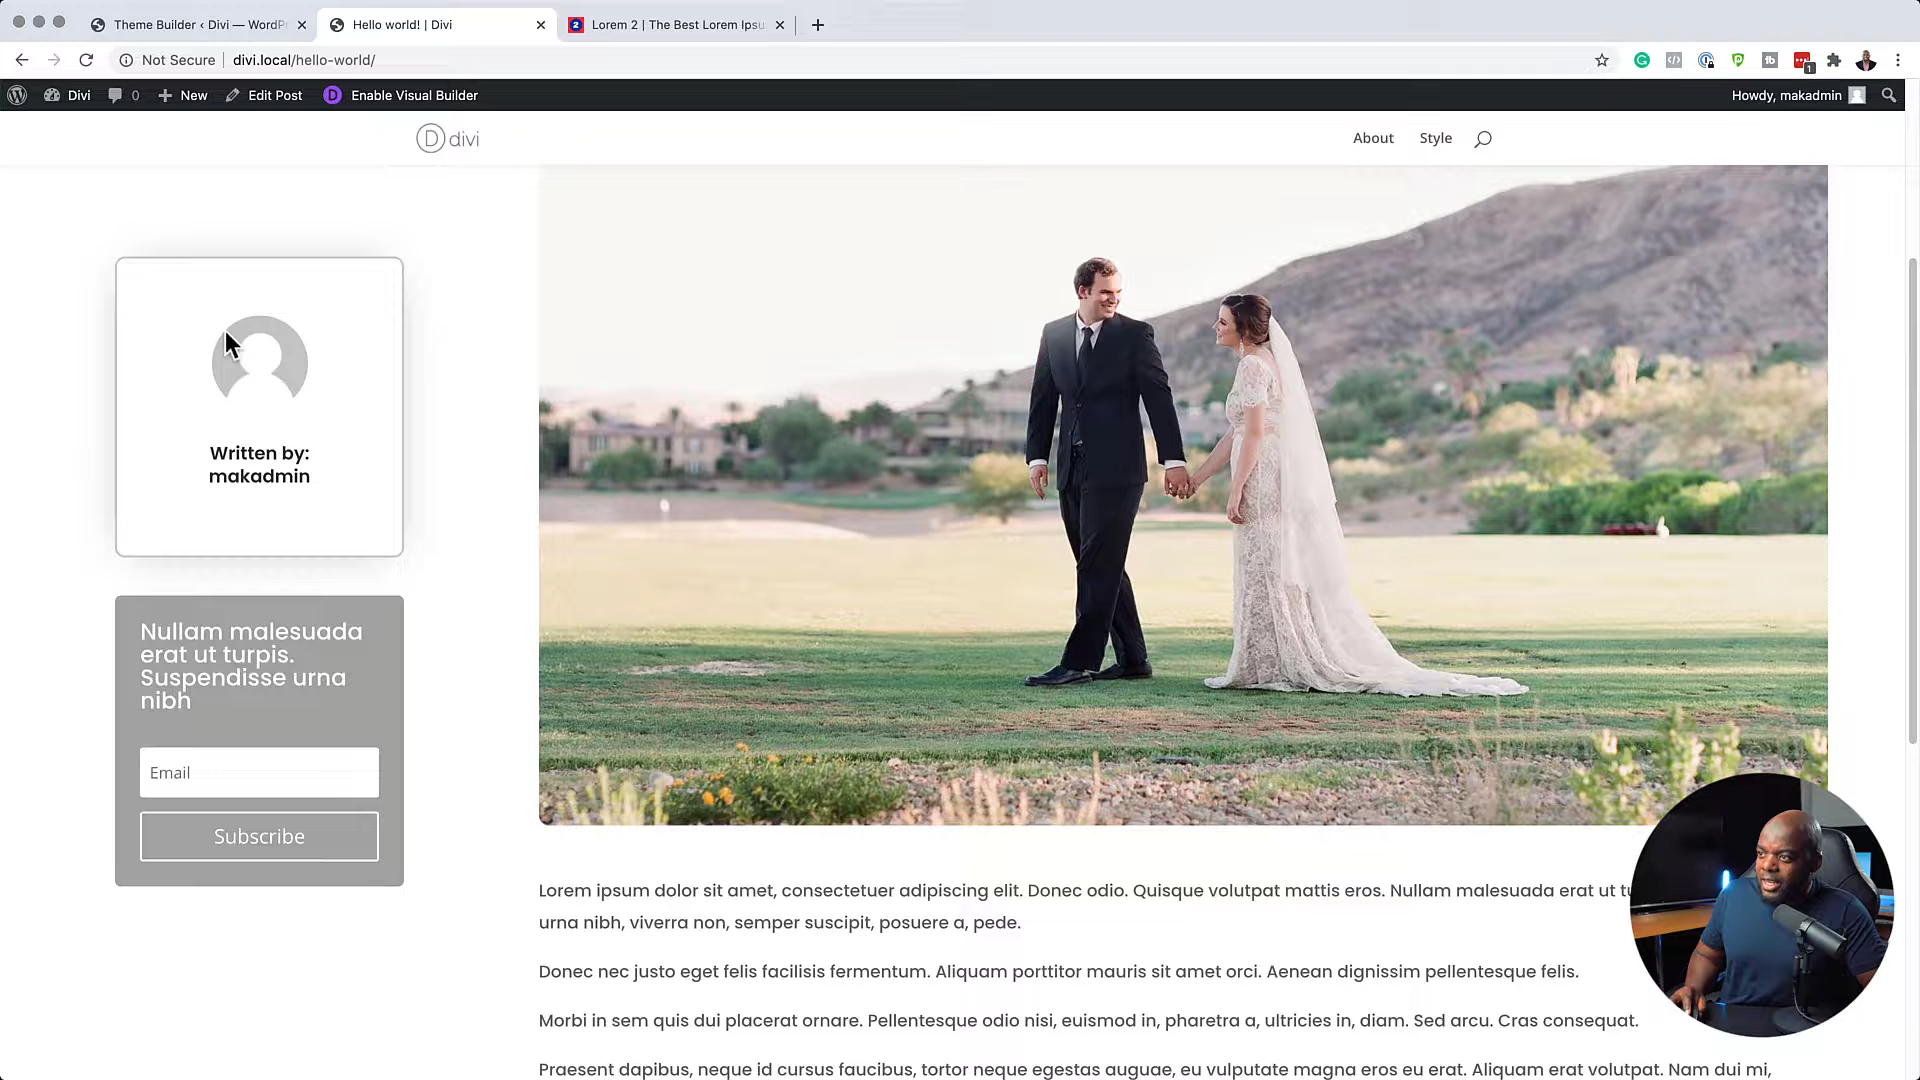 Theme Builder ‹ Divi — WordP
Hello world! | Divi
2
Lorem 2 | The Best Lorem Ipsu
Not Secure
divi.local/hello-world/
1
Divi
0
New
Edit Post
D
Enable Visual Builder
Howdy, makadmin
D divi
About
Style
Written by:
makadmin
Nullam malesuada
erat ut turpis.
Suspendisse urna
nibh
Email
Subscribe
Lorem ipsum dolor sit amet, consectetuer adipiscing elit. Donec odio. Quisque volutpat mattis eros. Nullam malesuada erat ut tu
urna nibh, viverra non, semper suscipit, posuere a, pede.
Donec nec justo eget felis facilisis fermentum. Aliquam porttitor mauris sit amet orci. Aenean dignissim pellentesque felis.
Morbi in sem quis dui placerat ornare. Pellentesque odio nisi, euismod in, pharetra a, ultricies in, diam. Sed arcu. Cras consequat.
Praesent dapibus, neque id cursus faucibus, tortor neque egestas auguae, eu vulputate magna eros eu erat. Aliquam erat volutpat. Nam dui mi,